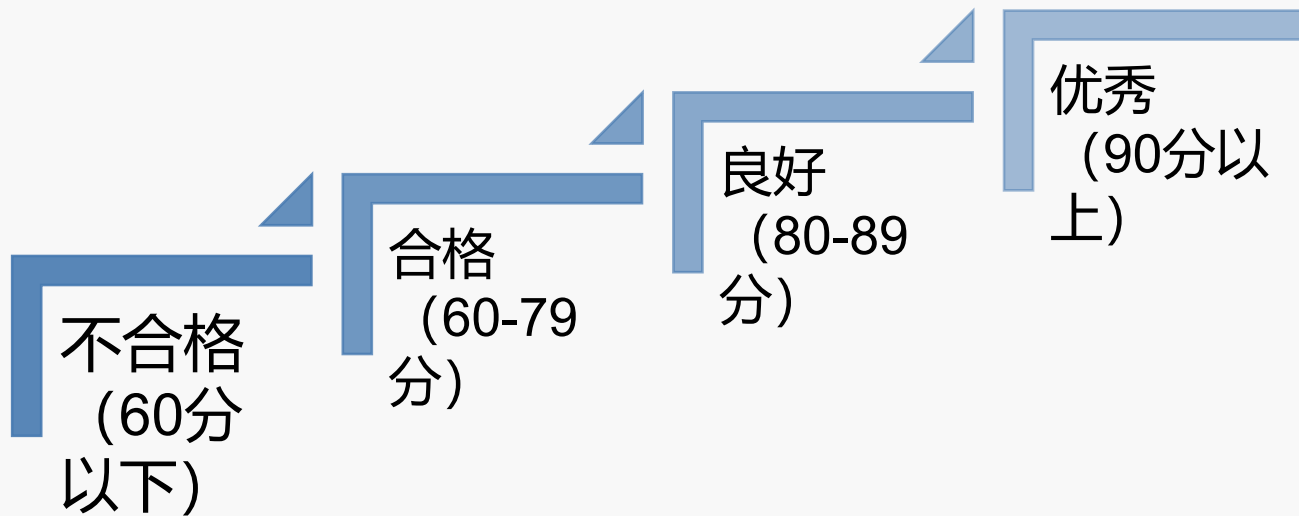 不合格
（60分
以下）
合格
（60-79
分）
良好
（80-89
分）
优秀
（90分以
上）